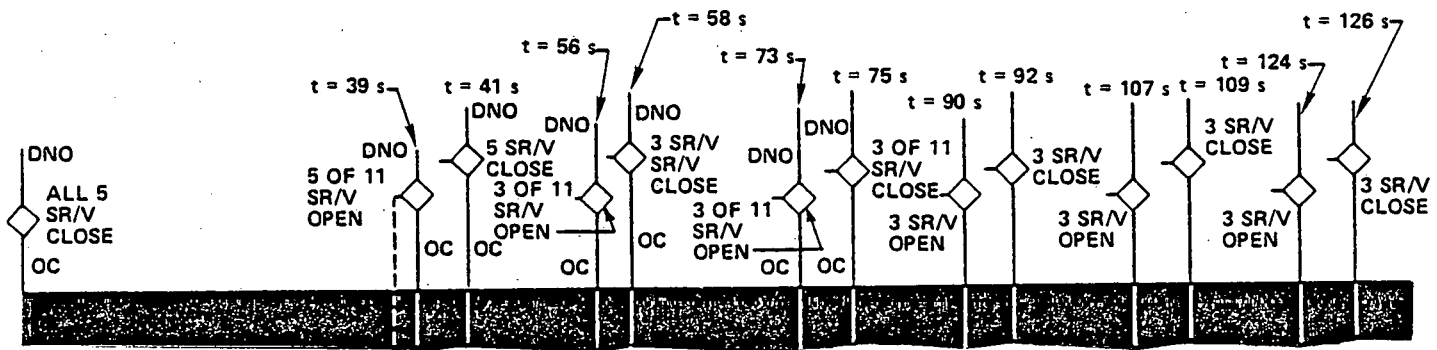 DNO
ALL 5
SR/V
CLOSE
OC
t = 39 s
DNO
5 OF 11
SR/V
OPEN
OC
t = 41 s
DNO
5 SR/V
CLOSE
OC
t = 56 s
DNO
3 OF 11
SR/V
OPEN
OC
t = 58 s
DNO
3 SR/V
SR/V
CLOSE
OC
t = 73 s
DNO
3 OF 11
SR/V
OPEN
OC
t = 75 s
DNO
3 OF 11
SR/V
CLOSE
OC
t = 90 s
3 SR/V
OPEN
t = 92 s
3 SR/V
CLOSE
t = 107 s
3 SR/V
OPEN
t = 109 s
3 SR/V
CLOSE
t = 124 s
3 SR/V
OPEN
t = 126 s
3 SR/V
CLOSE